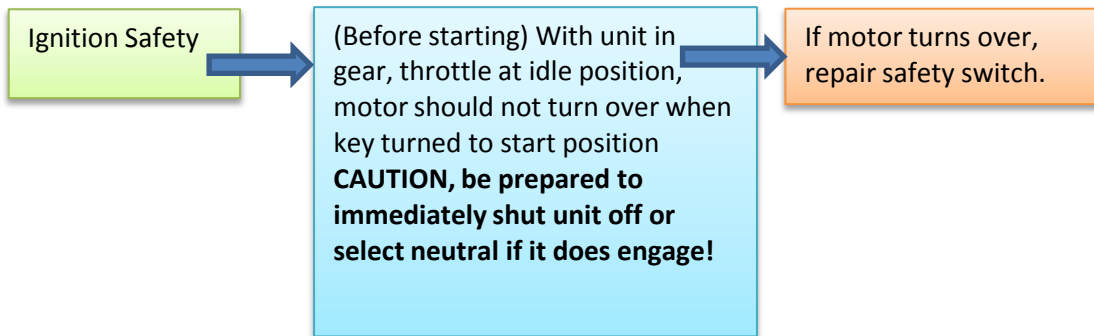 Ignition Safety
(Before starting) With unit in
gear, throttle at idle position,
motor should not turn over when
key turned to start position
CAUTION, be prepared to
immediately shut unit off or
select neutral if it does engage!
If motor turns over,
repair safety switch.